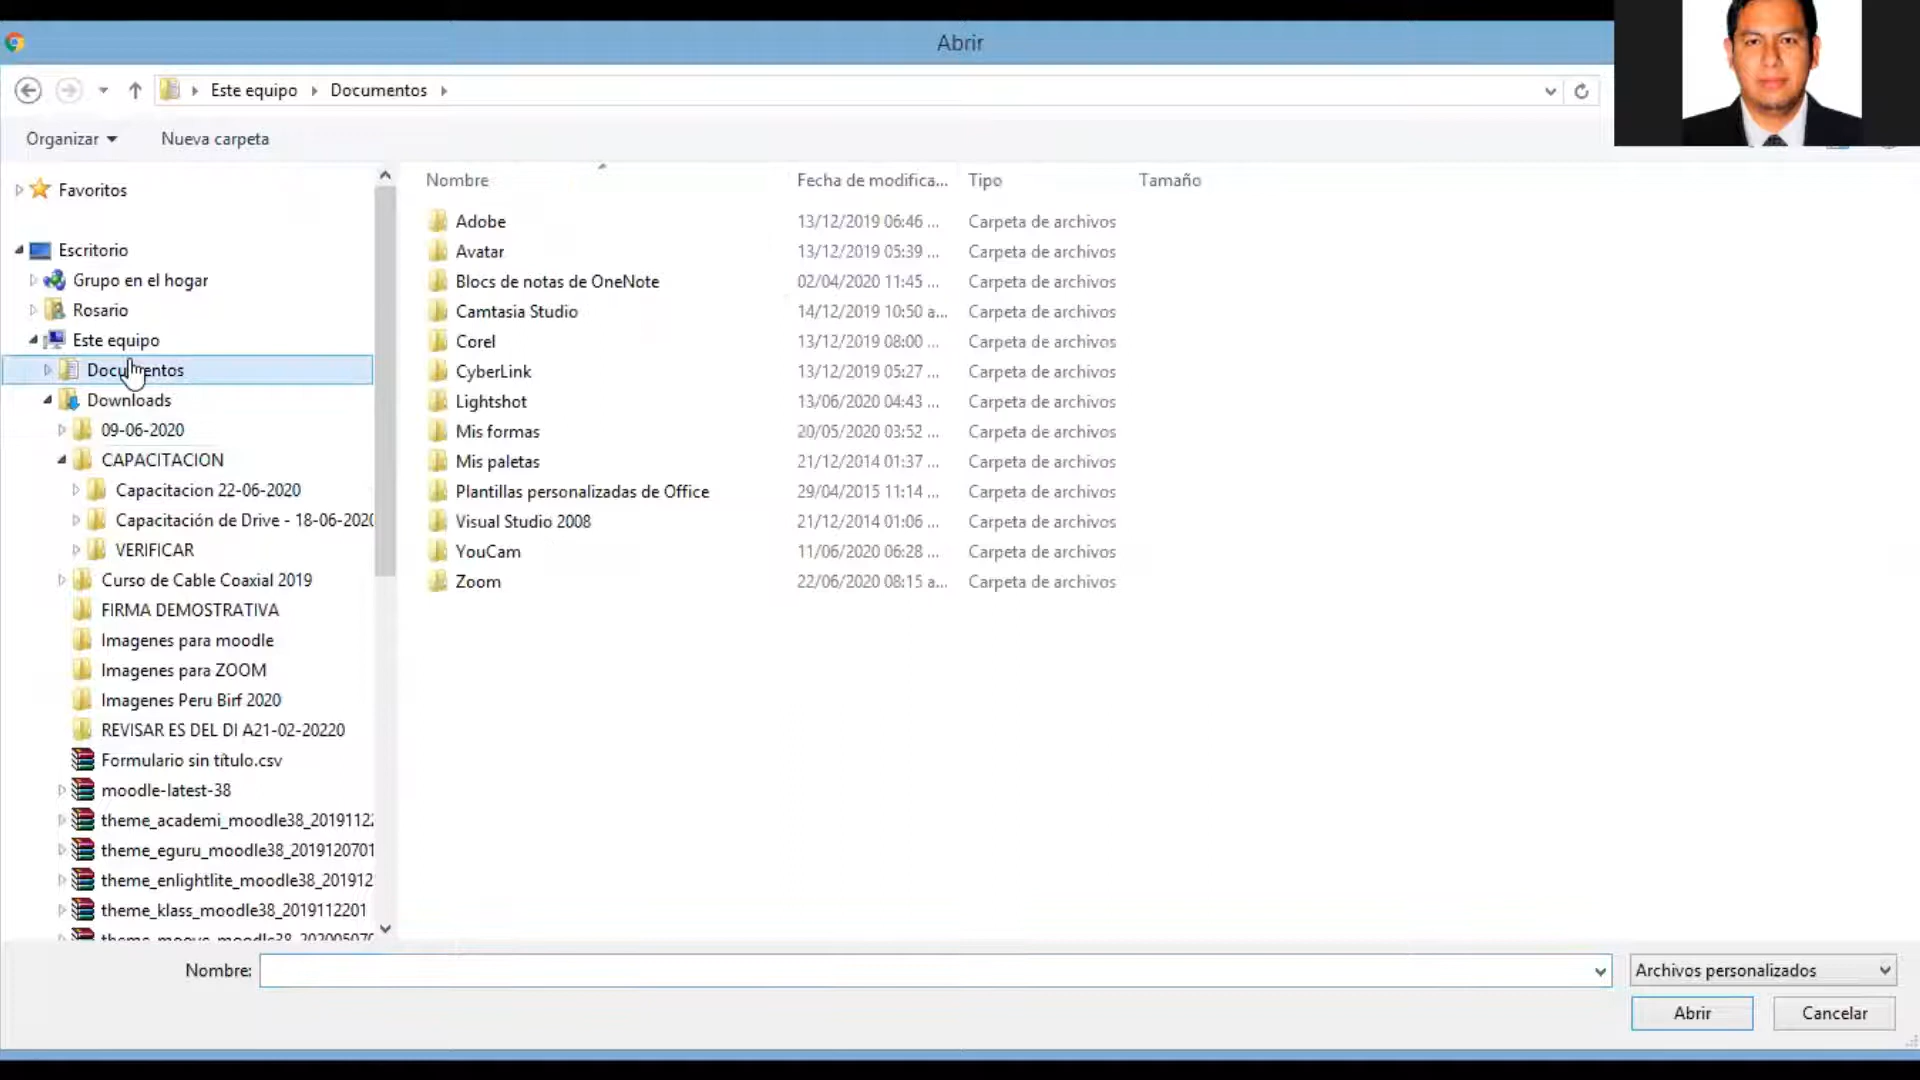 Abrir
Este equipo Documentos
Organizar Nueva carpeta
Favoritos
Escritorio
Grupo en el hogar
Rosario
Este equipo
Documentos
Downloads
09-06-2020
CAPACITACION
Capacitacion 22-06-2020
Capacitación de Drive - 18-06-2020
VERIFICAR
Curso de Cable Coaxial 2019
FIRMA DEMOSTRATIVA
Imagenes para moodle
Imagenes para ZOOM
Imagenes Peru Birf 2020
REVISAR ES DEL DI A21-02-20220
Formulario sin título.csv
moodle-latest-38
theme_academi_moodle38_2019112
theme_eguru_moodle38_201912070
theme_enlightlite_moodle38_201912
theme_klass_moodle38_2019112201
Nombre Fecha de modifica... Tipo Tamaño
Adobe 13/12/2019 06:46 ... Carpeta de archivos
Avatar 13/12/2019 05:39 ... Carpeta de archivos
Blocs de notas de OneNote 02/04/2020 11:45 ... Carpeta de archivos
Camtasia Studio 14/12/2019 10:50 a... Carpeta de archivos
Corel 13/12/2019 08:00 ... Carpeta de archivos
CyberLink 13/12/2019 05:27 ... Carpeta de archivos
Lightshot 13/06/2020 04:43 ... Carpeta de archivos
Mis formas 20/05/2020 03:52 ... Carpeta de archivos
Mis paletas 21/12/2014 01:37 ... Carpeta de archivos
Plantillas personalizadas de Office 29/04/2015 11:14 ... Carpeta de archivos
Visual Studio 2008 21/12/2014 01:06 ... Carpeta de archivos
YouCam 11/06/2020 06:28 ... Carpeta de archivos
Zoom 22/06/2020 08:15 a... Carpeta de archivos
Nombre: Archivos personalizados
Abrir Cancelar